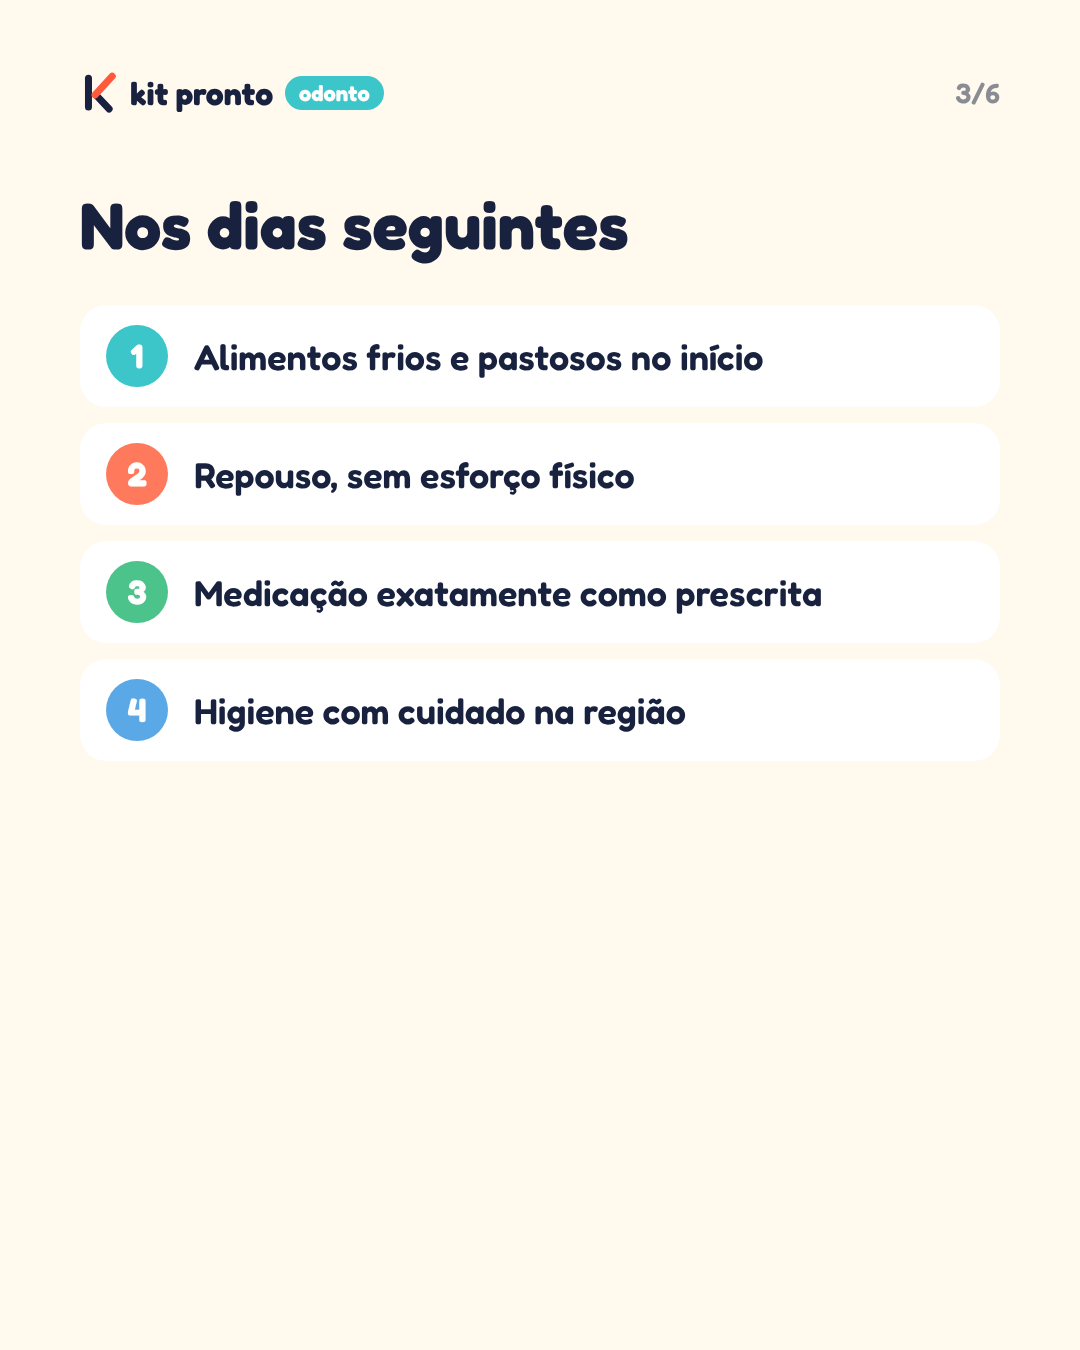 kit pronto odonto
3/6
Nos dias seguintes
1 Alimentos frios e pastosos no início
2 Repouso, sem esforço físico
3 Medicação exatamente como prescrita
4 Higiene com cuidado na região